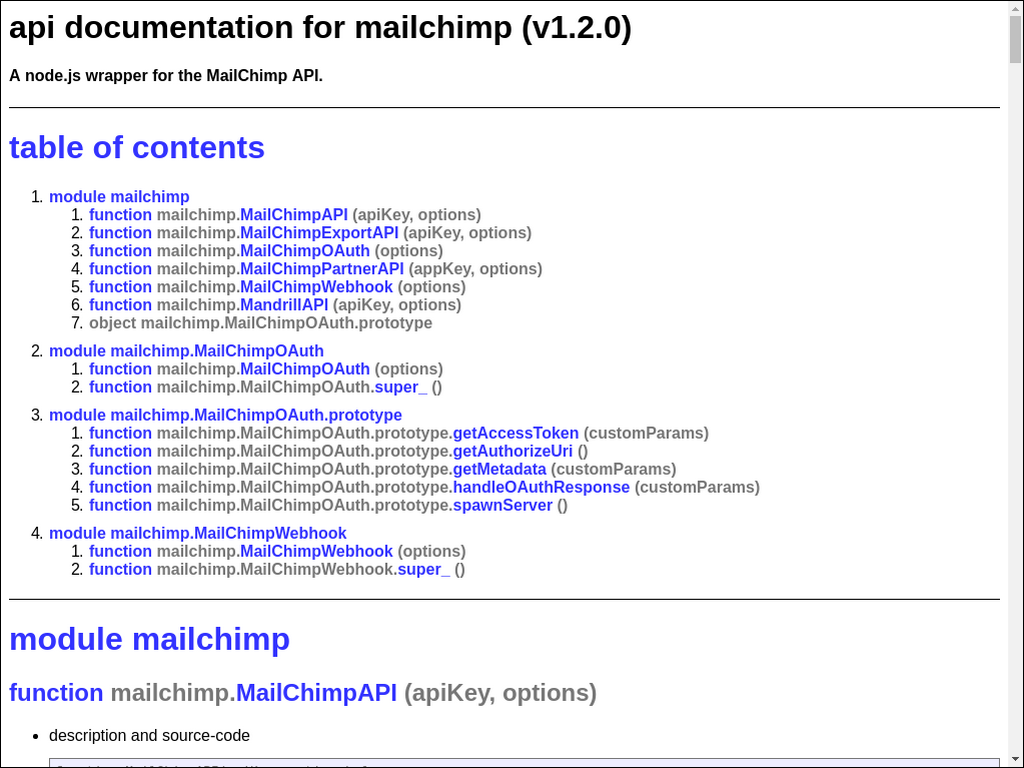 api documentation for mailchimp (v1.2.0)
A node.js wrapper for the MailChimp API.
table of contents
1. module mailchimp
1. function mailchimp.MailChimpAPI (apiKey, options)
2. function mailchimp.MailChimpExportAPI (apiKey, options)
3. function mailchimp.MailChimpOAuth (options)
4. function mailchimp.MailChimpPartnerAPI (appKey, options)
5. function mailchimp.MailChimpWebhook (options)
6. function mailchimp.MandrillAPI (apiKey, options)
7. object mailchimp.MailChimpOAuth.prototype
2. module mailchimp.MailChimpOAuth
1. function mailchimp.MailChimpOAuth (options)
2. function mailchimp.MailChimpOAuth.super_ ()
3. module mailchimp.MailChimpOAuth.prototype
1. function mailchimp.MailChimpOAuth.prototype.getAccessToken (customParams)
2. function mailchimp.MailChimpOAuth.prototype.getAuthorizeUri ()
3. function mailchimp.MailChimpOAuth.prototype.getMetadata (customParams)
4. function mailchimp.MailChimpOAuth.prototype.handleOAuthResponse (customParams)
5. function mailchimp.MailChimpOAuth.prototype.spawnServer ()
4. module mailchimp.MailChimpWebhook
1. function mailchimp.MailChimpWebhook (options)
2. function mailchimp.MailChimpWebhook.super_ ()
module mailchimp
function mailchimp.MailChimpAPI (apiKey, options)
• description and source-code